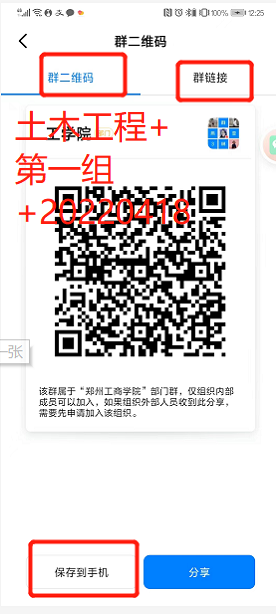 100% 12:25
群二维码
群二维码 群链接
工学院
土木工程+
第一组
+20220418
一张
该群属于“郑州工商学院”部门群，仅组织内部
成员可以加入，如果组织外部人员收到此分享，
需要先申请加入该组织。
保存到手机 分享